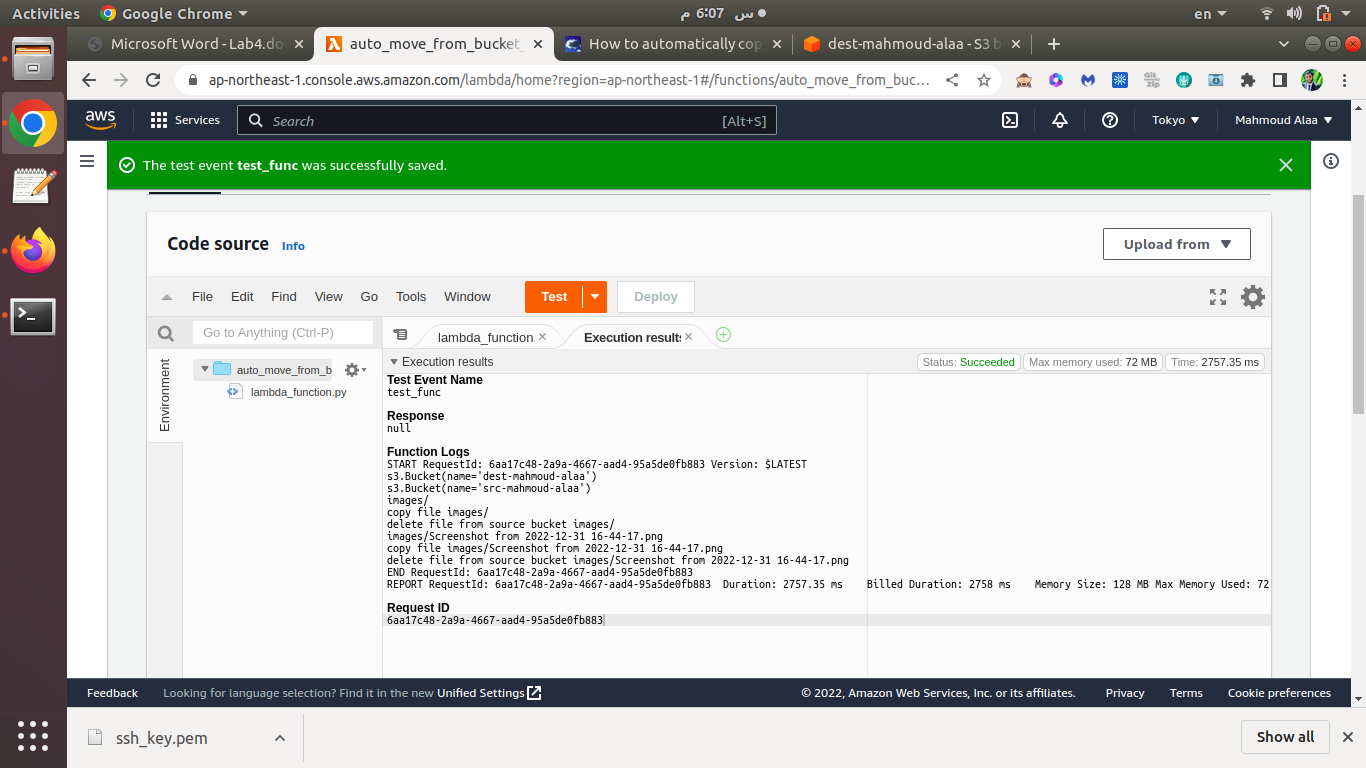 Activities
Google Chrome
س 6:07 م
en
Microsoft Word - Lab4.do
auto_move_from_bucket_
How to automatically cop
dest-mahmoud-alaa - S3 b
ap-northeast-1.console.aws.amazon.com/lambda/home?region=ap-northeast-1#/functions/auto_move_from_buc...
aws
Services
Search
[Alt+S]
Tokyo
Mahmoud Alaa
The test event test_func was successfully saved.
Code source
Info
Upload from
File Edit Find View Go Tools Window
Test
Deploy
Go to Anything (Ctrl-P)
lambda_function.
Execution results
Environment
auto_move_from_b
lambda_function.py
Execution results
Status: Succeeded
Max memory used: 72 MB
Time: 2757.35 ms
Test Event Name
test_func
Response
null
Function Logs
START RequestId: 6aa17c48-2a9a-4667-aad4-95a5de0fb883 Version: $LATEST
s3.Bucket(name='dest-mahmoud-alaa')
s3.Bucket(name='src-mahmoud-alaa')
images/
copy file images/
delete file from source bucket images/
images/Screenshot from 2022-12-31 16-44-17.png
copy file images/Screenshot from 2022-12-31 16-44-17.png
delete file from source bucket images/Screenshot from 2022-12-31 16-44-17.png
END RequestId: 6aa17c48-2a9a-4667-aad4-95a5de0fb883
REPORT RequestId: 6aa17c48-2a9a-4667-aad4-95a5de0fb883 Duration: 2757.35 ms Billed Duration: 2758 ms Memory Size: 128 MB Max Memory Used: 72
Request ID
6aa17c48-2a9a-4667-aad4-95a5de0fb883
Feedback
Looking for language selection? Find it in the new Unified Settings
© 2022, Amazon Web Services, Inc. or its affiliates.
Privacy
Terms
Cookie preferences
ssh_key.pem
Show all